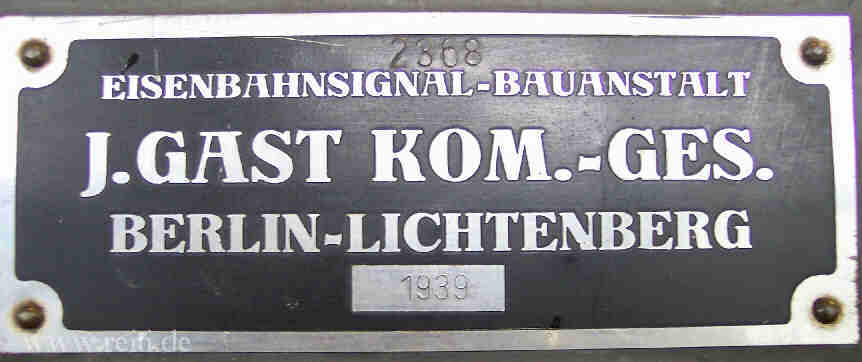 2368
EISENBAHNSIGNAL-BAUANSTALT
J. GAST KOM.-GES.
BERLIN-LICHTENBERG
1939